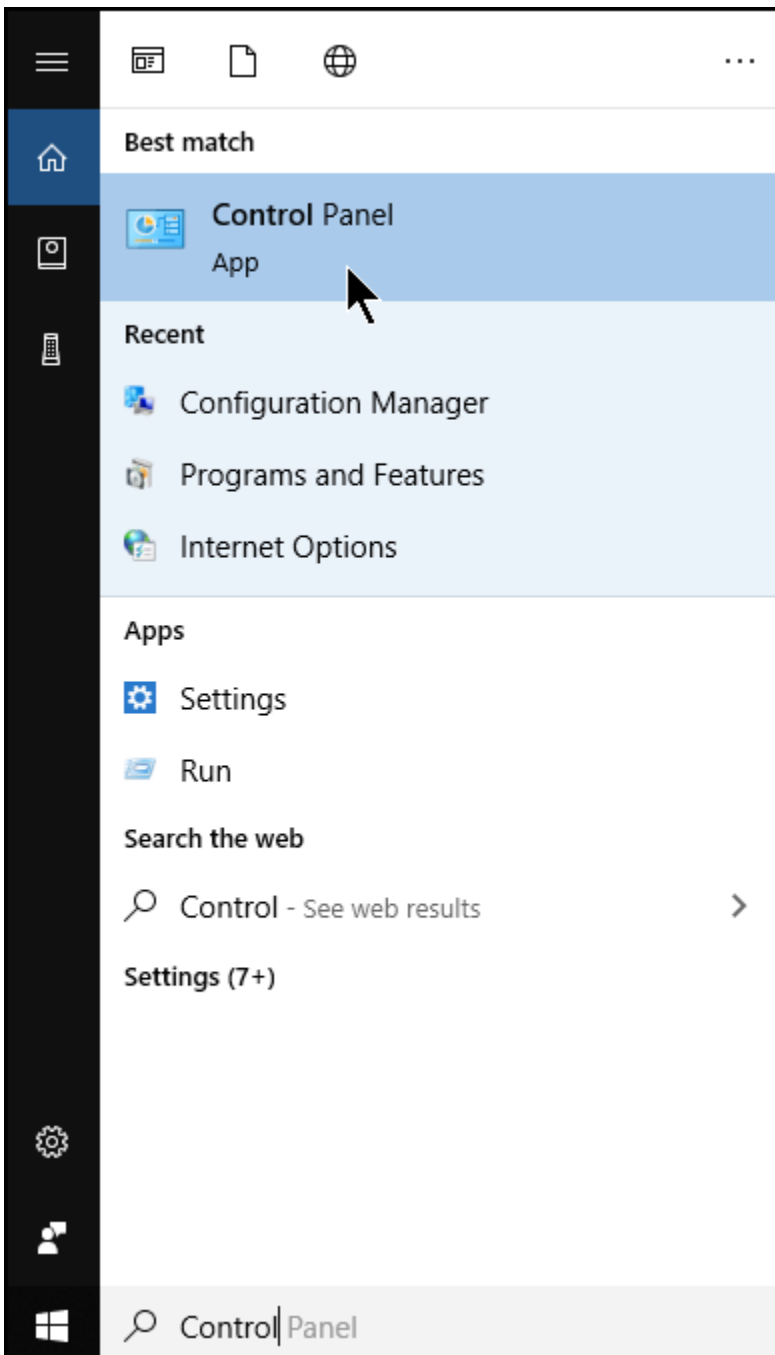 Best match
Control Panel
App
Recent
Configuration Manager
Programs and Features
Internet Options
Apps
Settings
Run
Search the web
Control - See web results
Settings (7+)
Control Panel